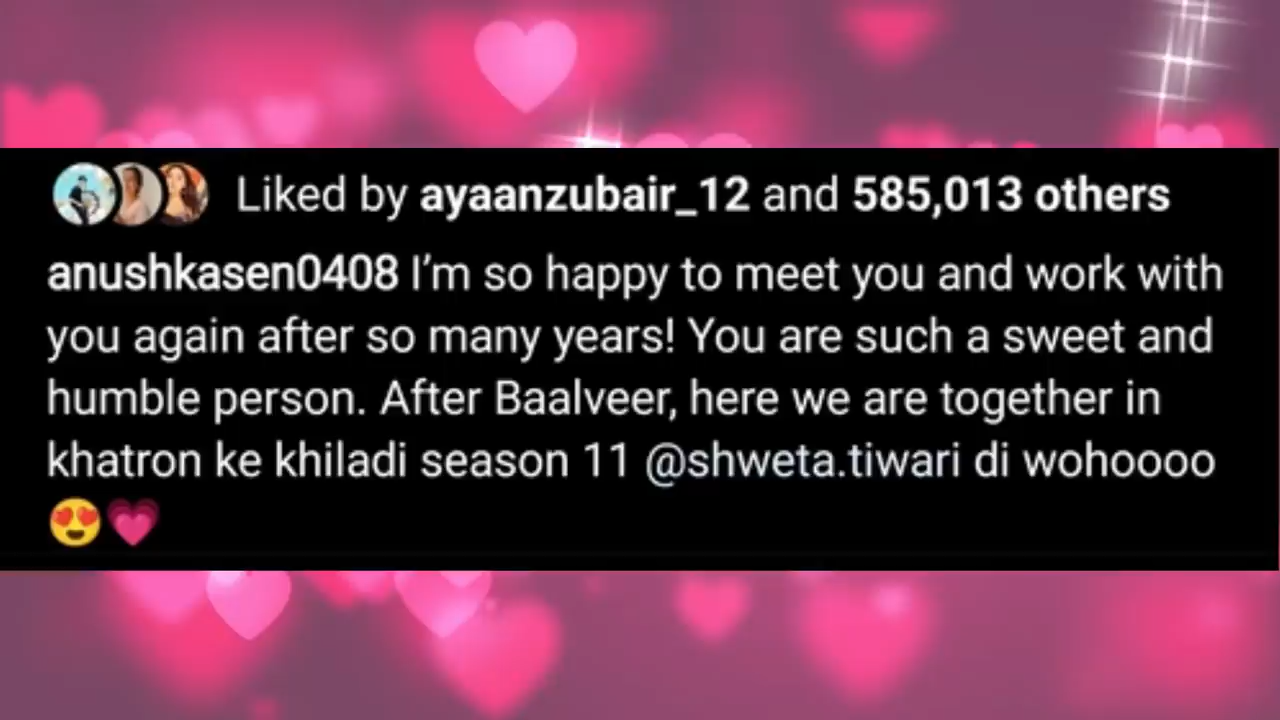 Liked by ayaanzubair_12 and 585,013 others
anushkasen0408 I'm so happy to meet you and work with
you again after so many years! You are such a sweet and
humble person. After Baalveer, here we are together in
khatron ke khiladi season 11 @shweta.tiwari di wohoooo
😍💗